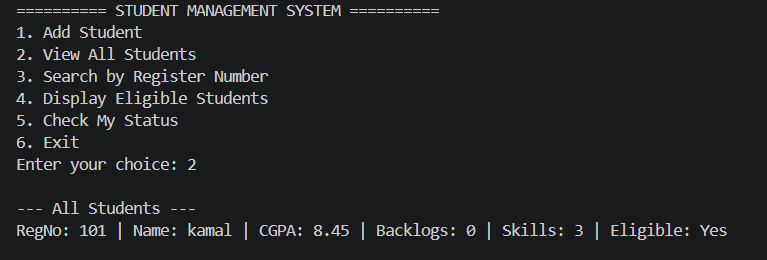 ========== STUDENT MANAGEMENT SYSTEM ==========
1. Add Student
2. View All Students
3. Search by Register Number
4. Display Eligible Students
5. Check My Status
6. Exit
Enter your choice: 2
--- All Students ---
RegNo: 101 | Name: kamal | CGPA: 8.45 | Backlogs: 0 | Skills: 3 | Eligible: Yes